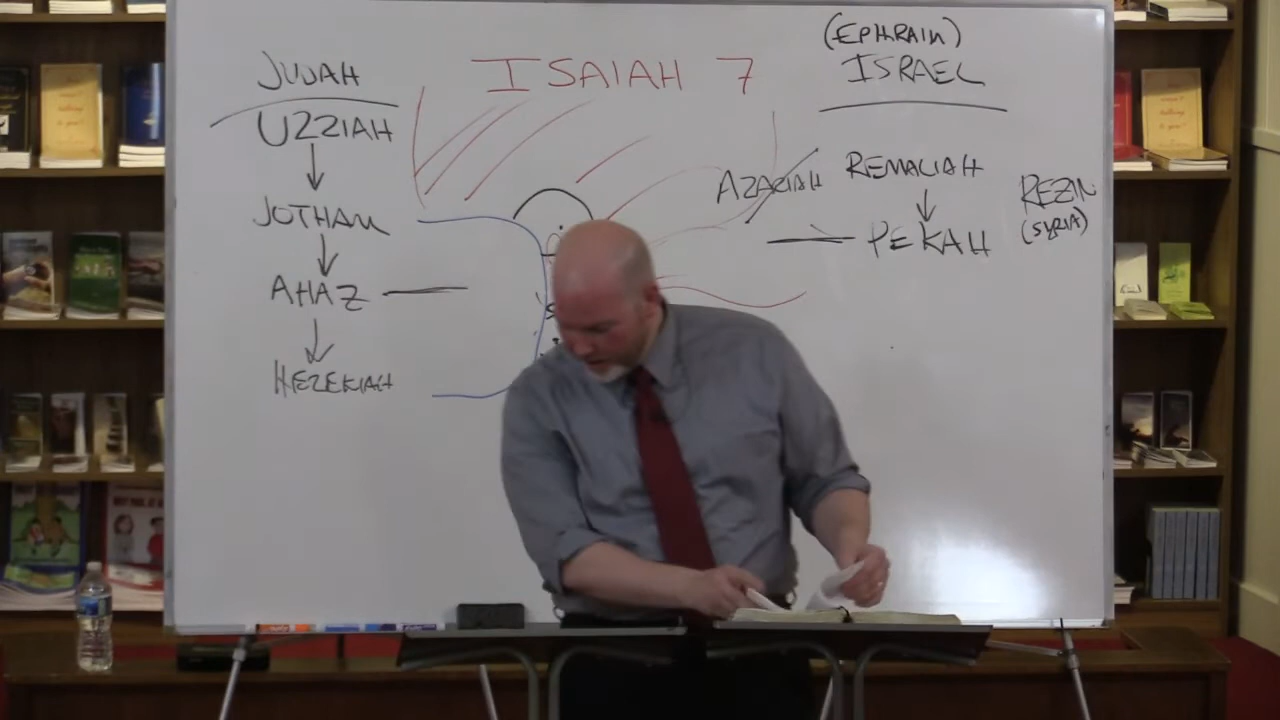 JUDAH
UZZIAH
JOTHAM
AHAZ
HEZEKIAH
ISAIAH 7
(EPHRAIM)
ISRAEL
AZARIAH
REMALIAH
PEKAH
REZIN
(SYRIA)